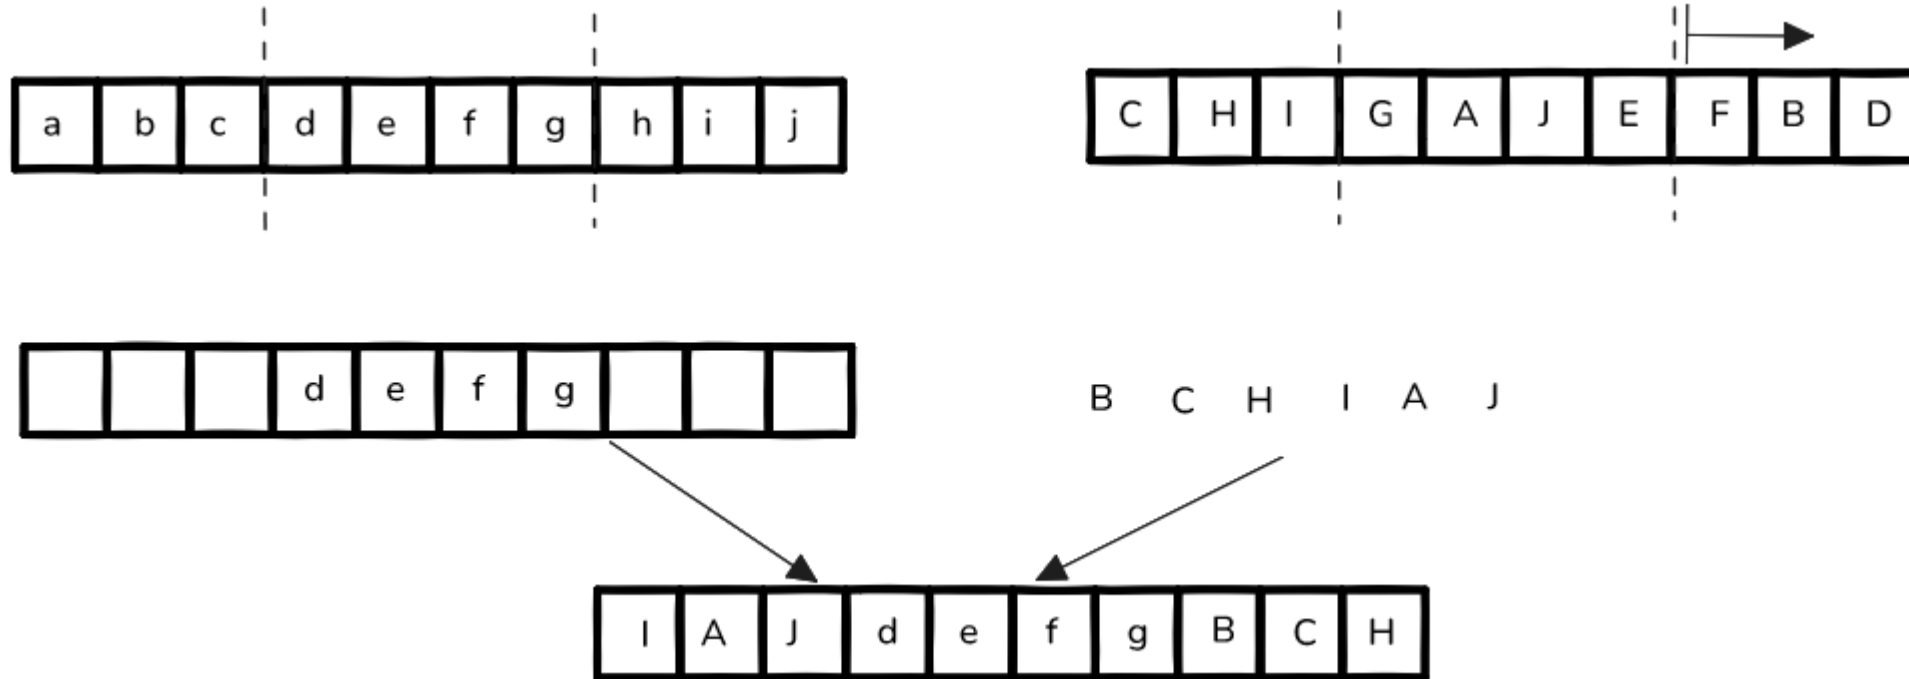 a b c d e f g h i j
C H I G A J E F B D
d e f g
B C H I A J
I A J d e f g B C H